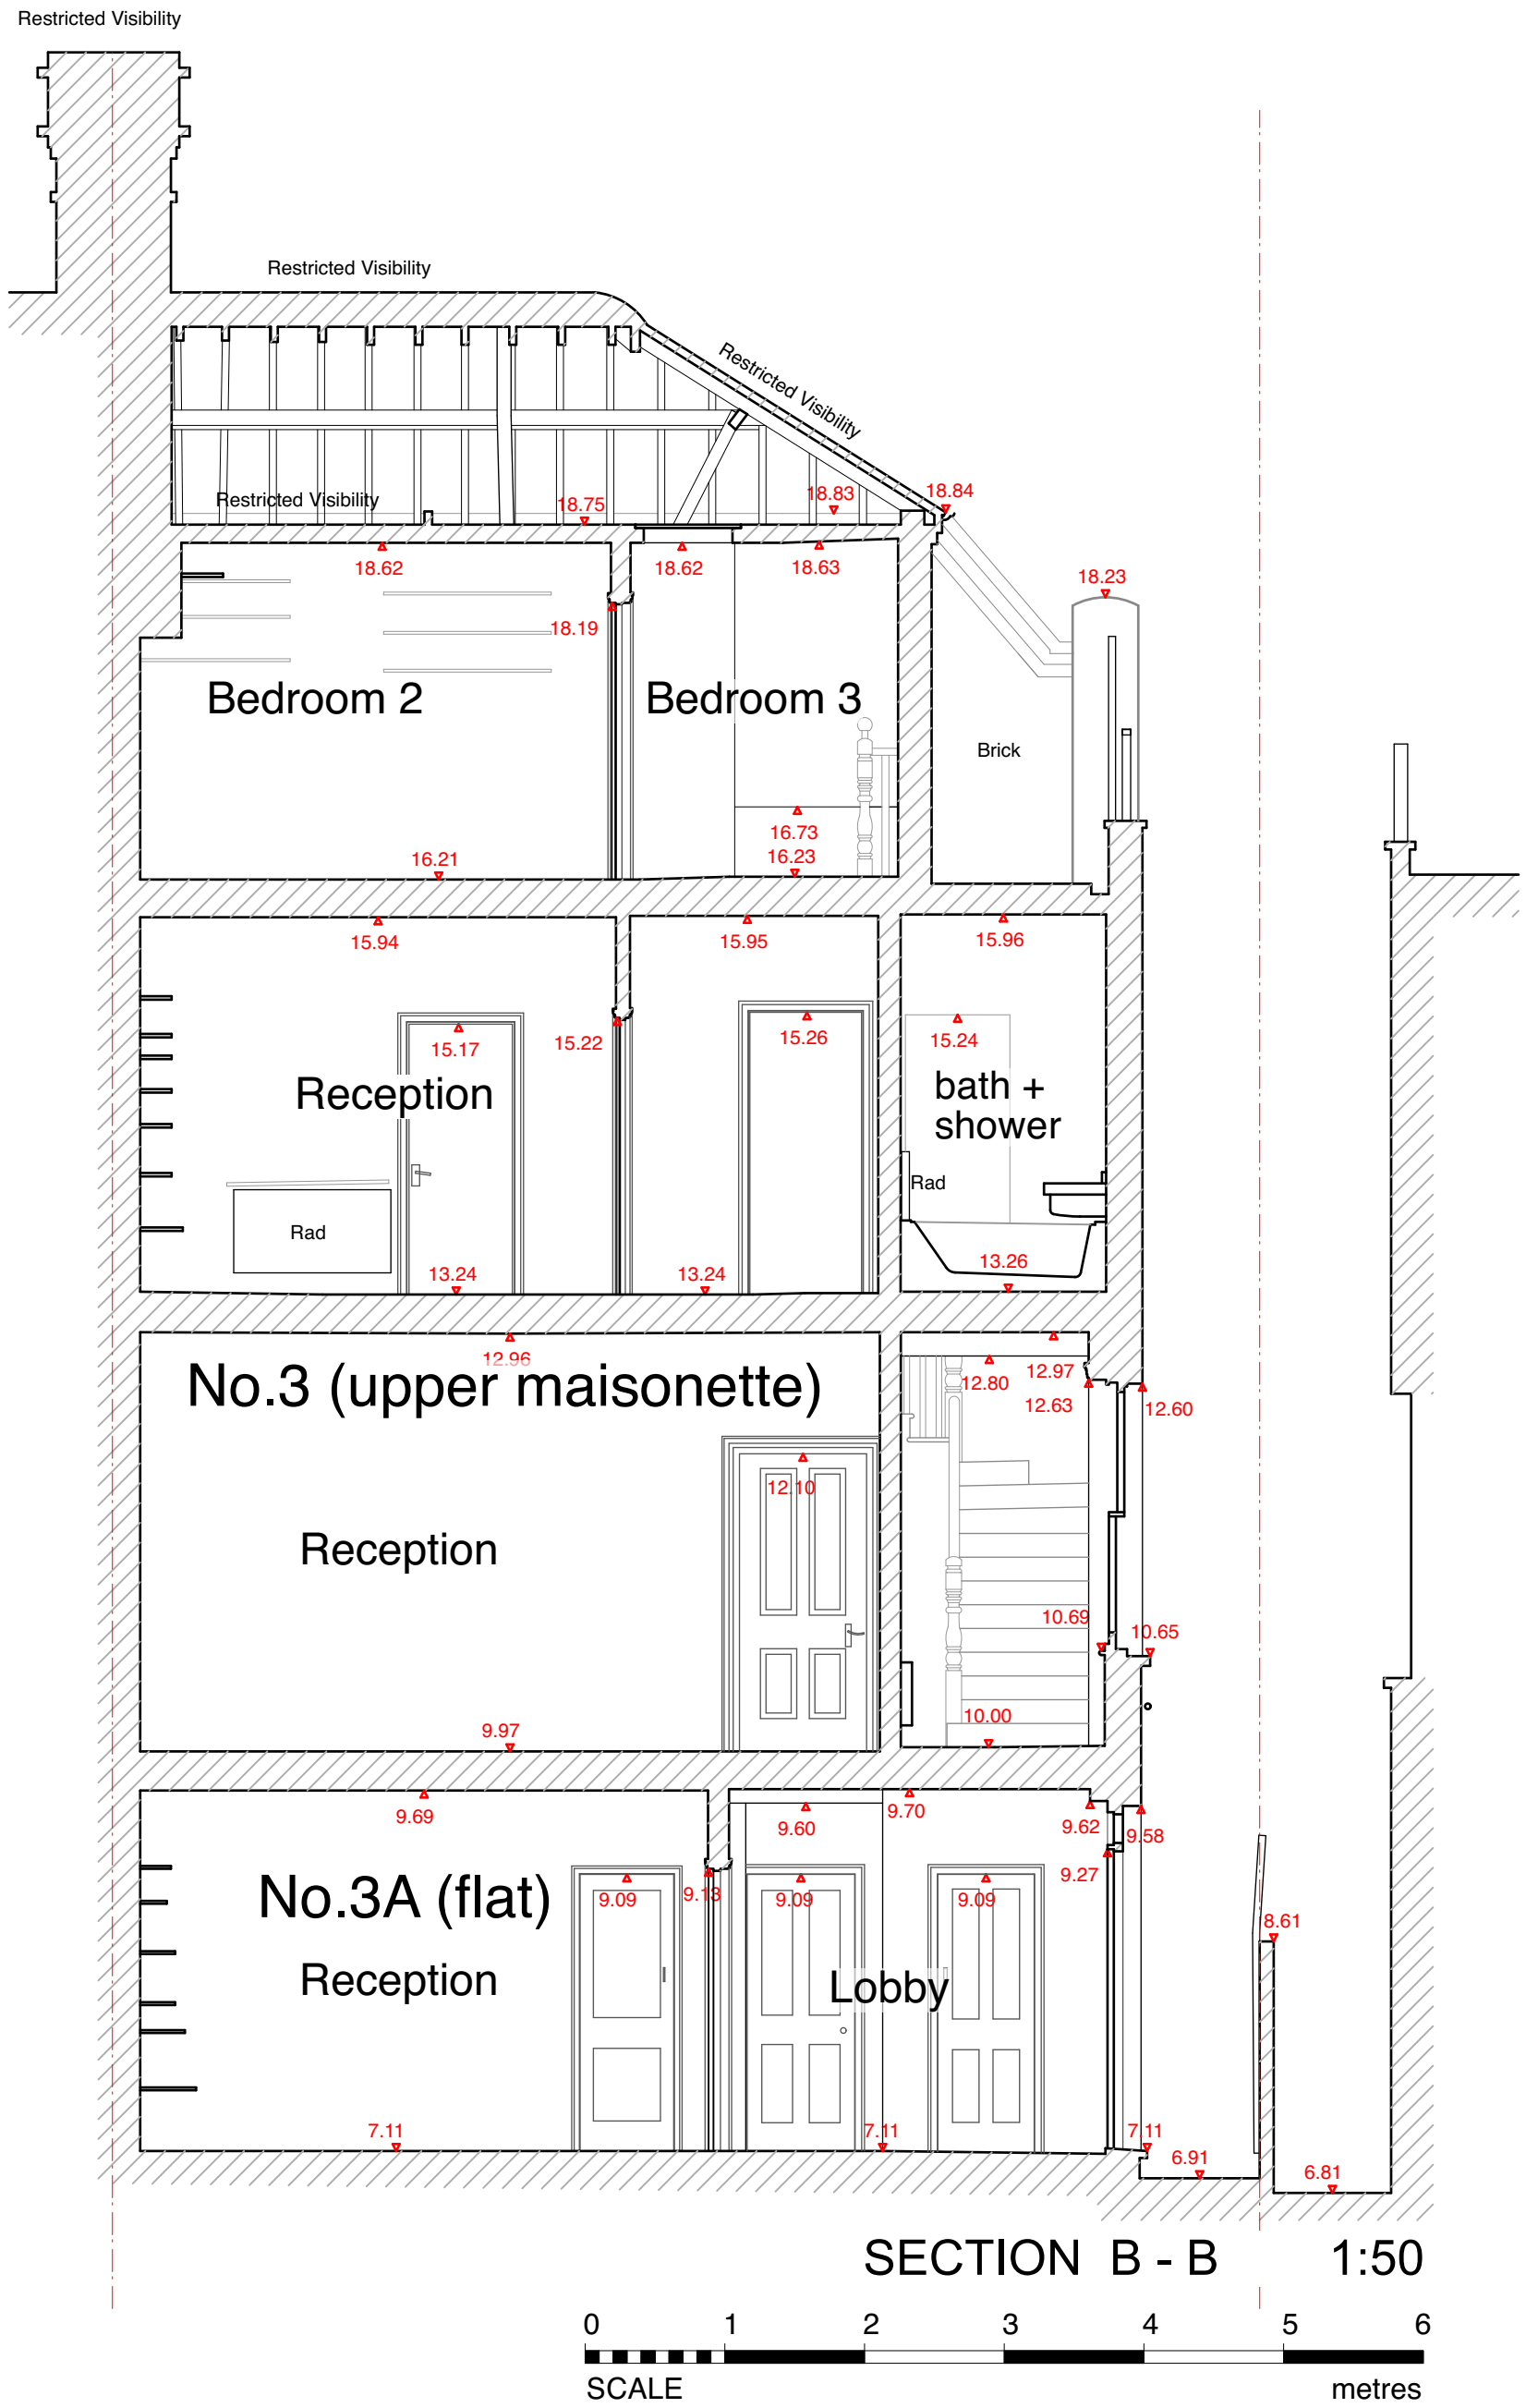 Restricted Visibility
Restricted Visibility
Restricted Visibility
Restricted Visibility
18.75
18.83
18.84
18.62
18.62
18.63
18.23
18.19
Bedroom 2
Bedroom 3
Brick
16.73
16.21
16.23
15.94
15.95
15.96
15.17
15.22
15.26
15.24
Reception
bath +
shower
Rad
Rad
13.24
13.24
13.26
12.96
12.97
12.80
12.63
12.60
No.3 (upper maisonette)
12.10
Reception
10.69
10.65
9.97
10.00
9.69
9.60
9.70
9.62
9.58
9.27
9.09
9.13
9.09
9.09
No.3A (flat)
8.61
Reception
Lobby
7.11
7.11
7.11
6.91
6.81
SECTION B - B 1:50
0 1 2 3 4 5 6
SCALE metres